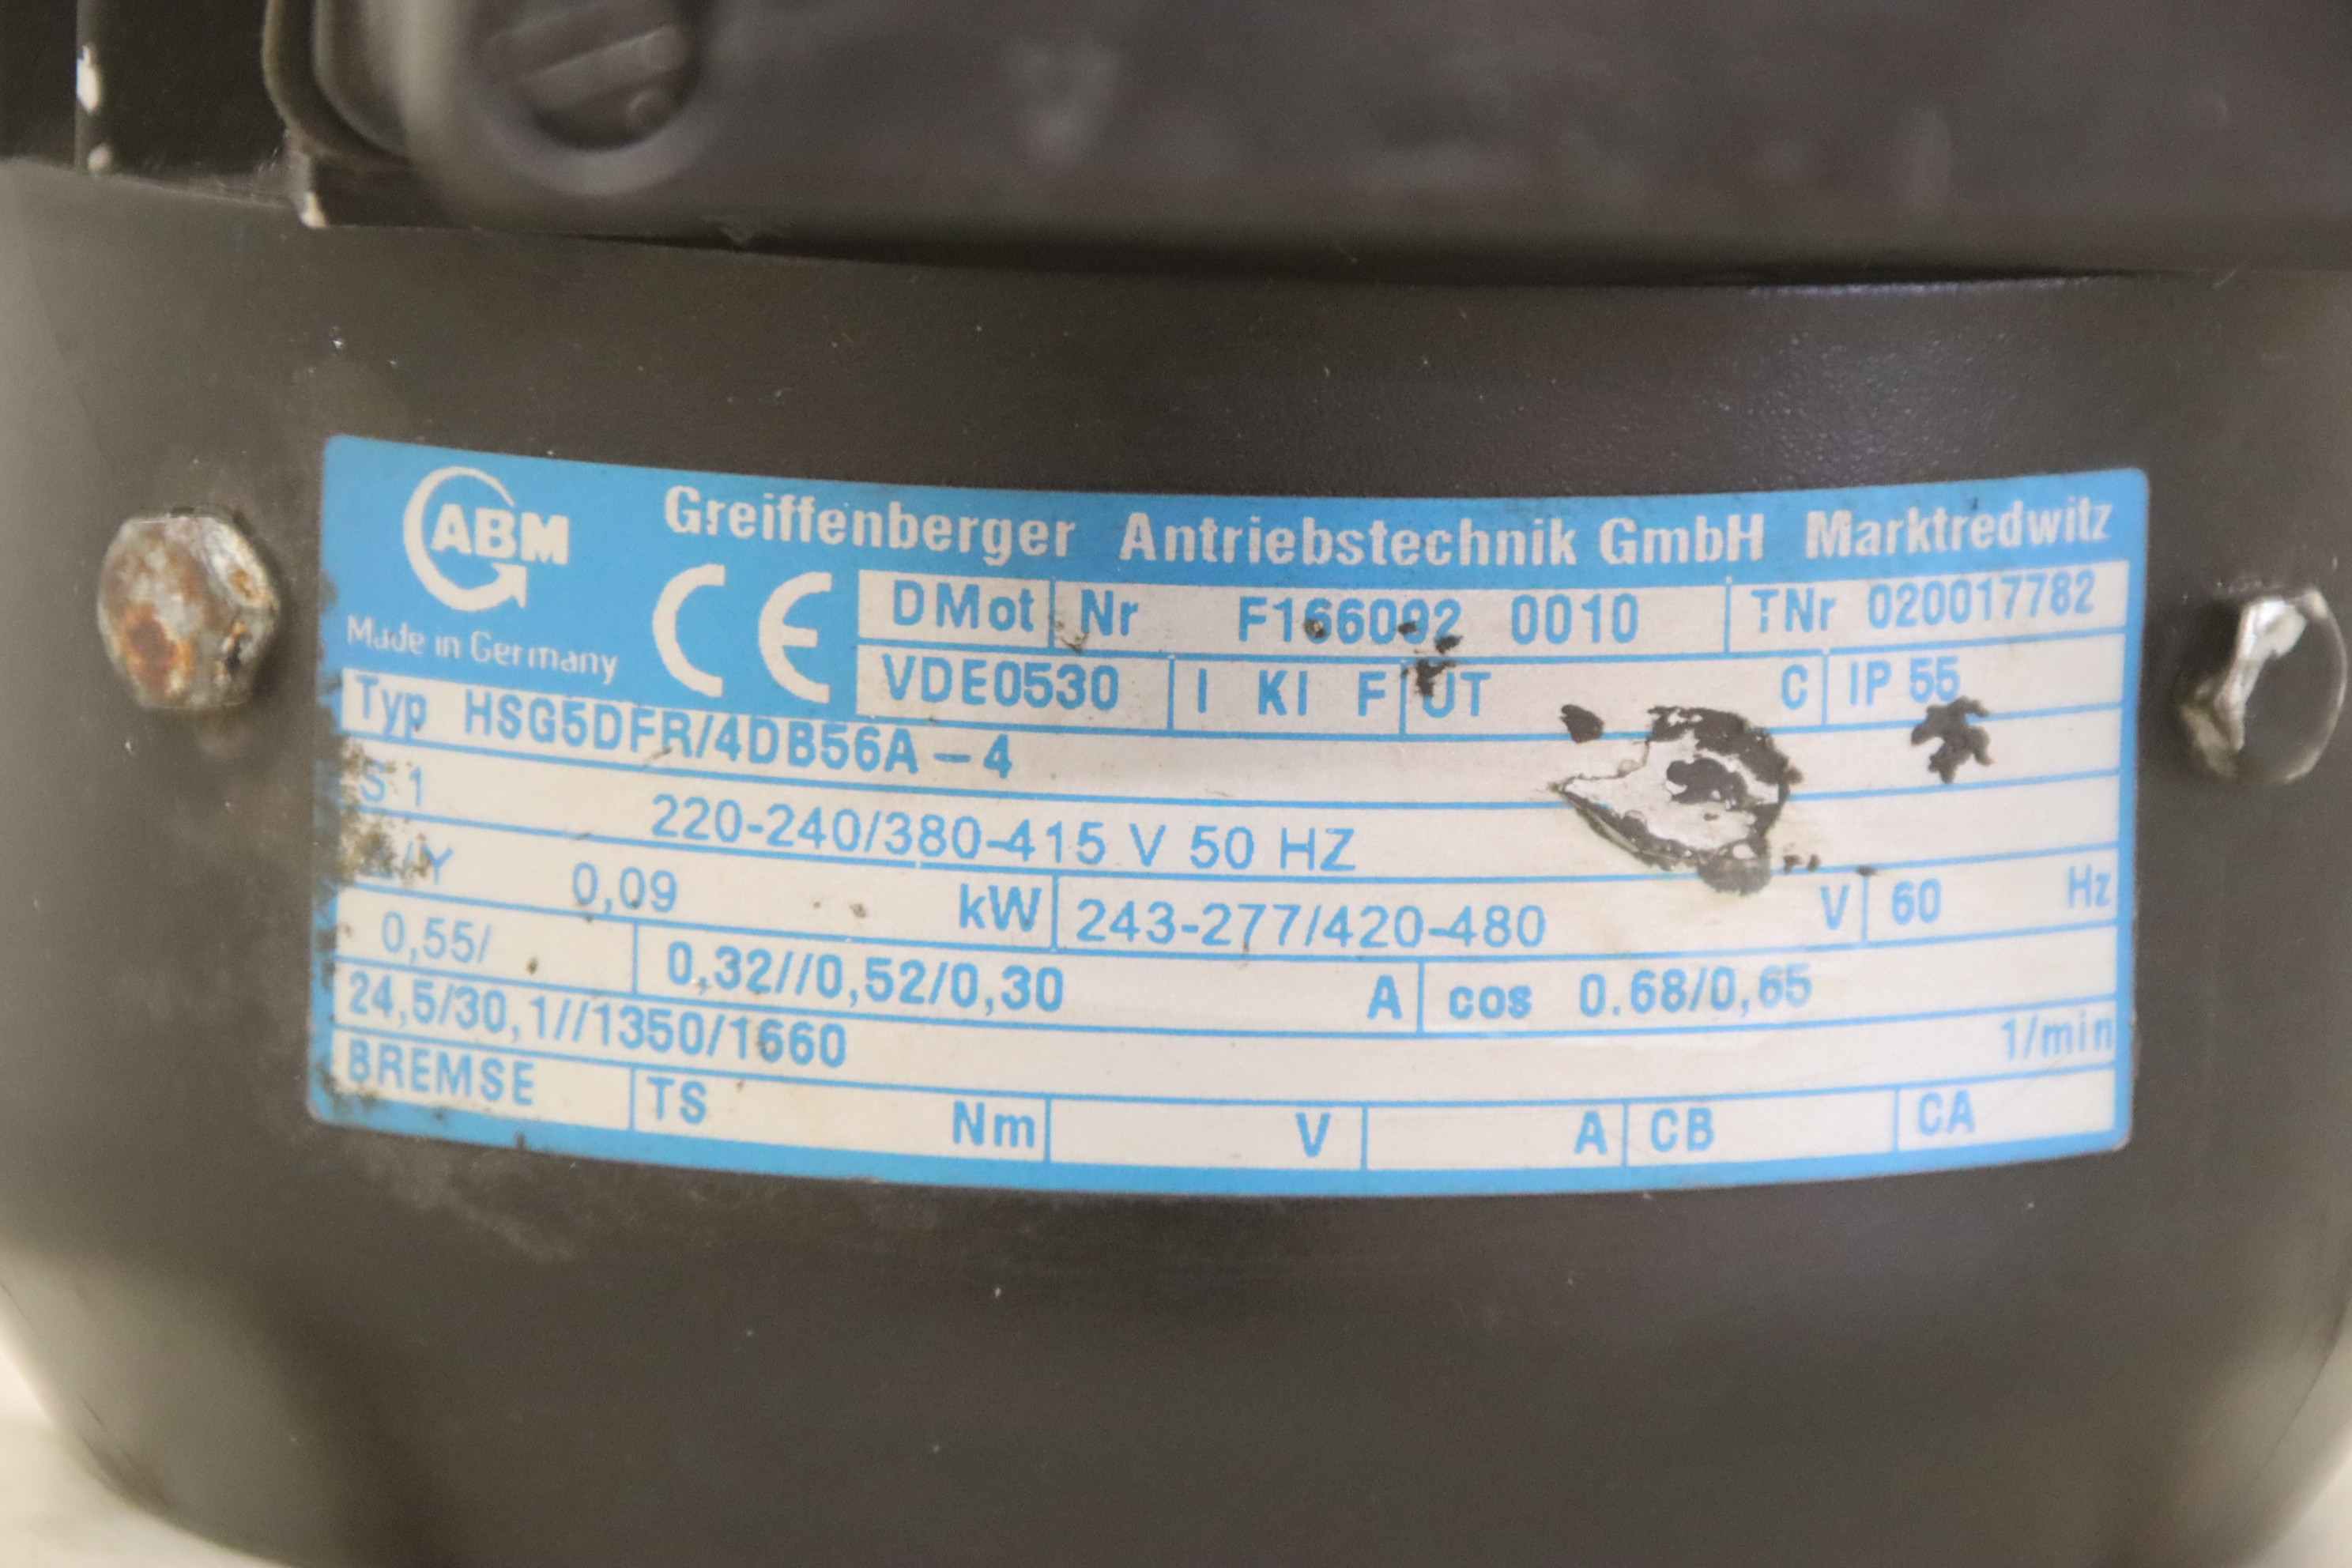 ABM Greiffenberger Antriebstechnik GmbH Marktredwitz
Made in Germany CE DMot Nr F166092 0010 TNr 020017782
VDE0530 I KI F ÜT C IP 55
Typ HSG5DFR/4DB56A-4
S 1 220-240/380-415 V 50 HZ
/Y 0,09 kW 243-277/420-480 V 60 Hz
0,55/ 0,32//0,52/0,30 A cos 0.68/0,65
24,5/30,1//1350/1660 1/min
BREMSE TS Nm V A CB CA